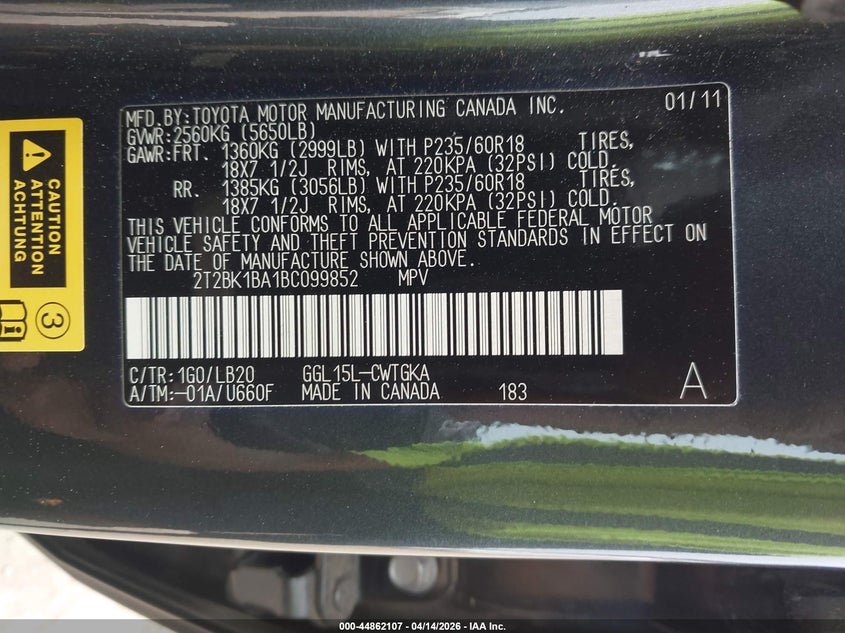 MFD.BY:TOYOTA MOTOR MANUFACTURING CANADA INC. 01/11
GVWR:2560KG (5650LB)
GAWR:FRT. 1360KG (2999LB) WITH P235/60R18 TIRES,
18X7 1/2J RIMS, AT 220KPA (32PSI) COLD.
RR. 1385KG (3056LB) WITH P235/60R18 TIRES,
18X7 1/2J RIMS, AT 220KPA (32PSI) COLD.
THIS VEHICLE CONFORMS TO ALL APPLICABLE FEDERAL MOTOR
VEHICLE SAFETY AND THEFT PREVENTION STANDARDS IN EFFECT ON
THE DATE OF MANUFACTURE SHOWN ABOVE.
2T2BK1BA1BC099852 MPV
C/TR:1G0/LB20 GGL15L-CWTGKA
A/TM:-01A/U660F MADE IN CANADA 183 A
CAUTION
ATTENTION
ACHTUNG
i
3
000-44862107 - 04/14/2026 - IAA Inc.